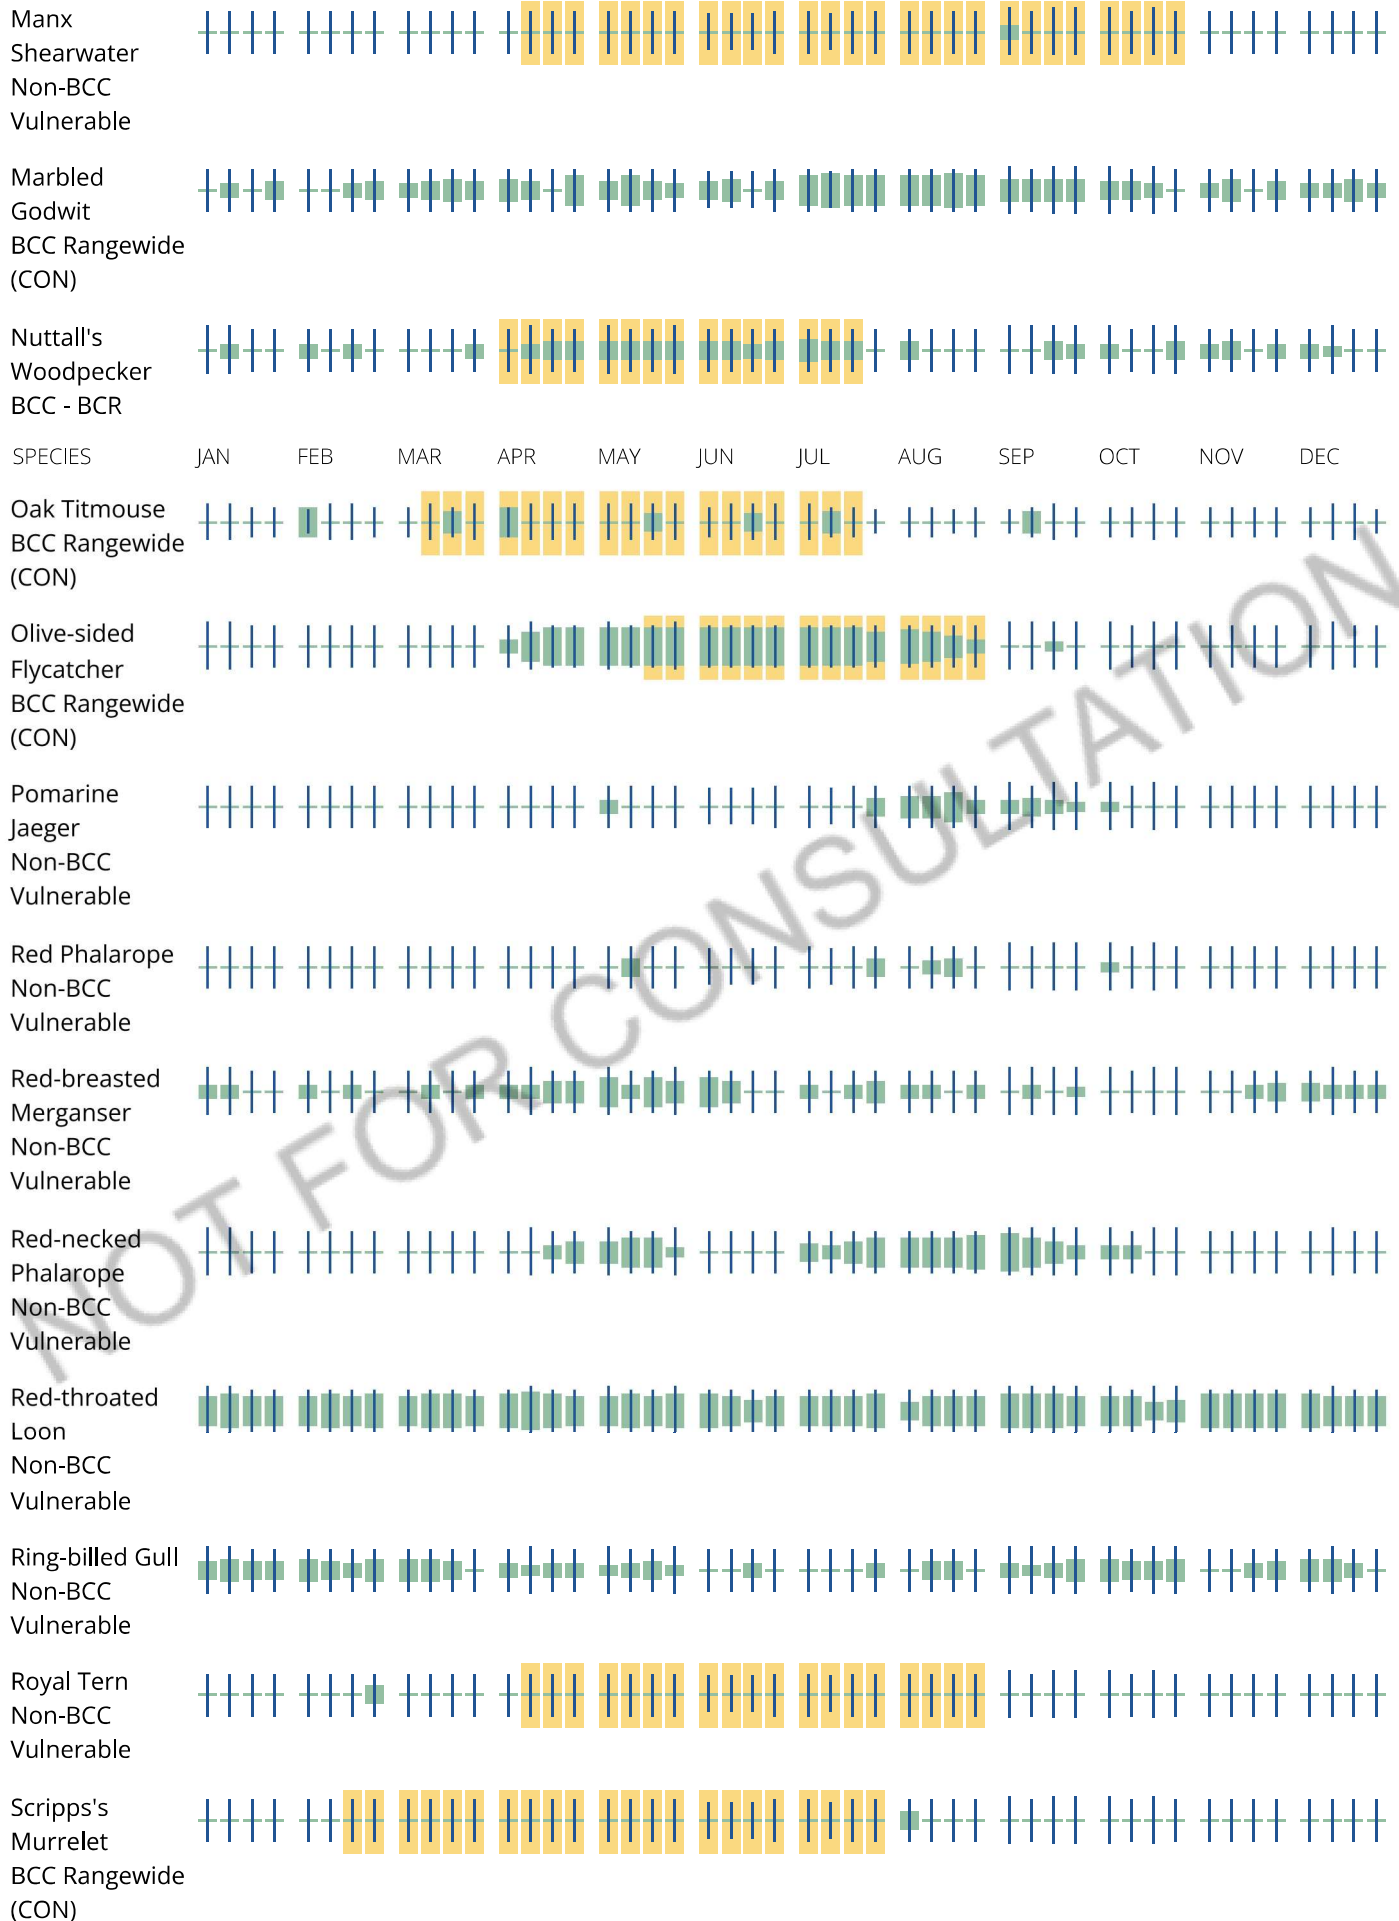 Manx
Shearwater
Non-BCC
Vulnerable
Marbled
Godwit
BCC Rangewide
(CON)
Nuttall's
Woodpecker
BCC - BCR
SPECIES JAN FEB MAR APR MAY JUN JUL AUG SEP OCT NOV DEC
Oak Titmouse
BCC Rangewide
(CON)
Olive-sided
Flycatcher
BCC Rangewide
(CON)
Pomarine
Jaeger
Non-BCC
Vulnerable
Red Phalarope
Non-BCC
Vulnerable
Red-breasted
Merganser
Non-BCC
Vulnerable
Red-necked
Phalarope
Non-BCC
Vulnerable
Red-throated
Loon
Non-BCC
Vulnerable
Ring-billed Gull
Non-BCC
Vulnerable
Royal Tern
Non-BCC
Vulnerable
Scripps's
Murrelet
BCC Rangewide
(CON)
NOT FOR CONSULTATION